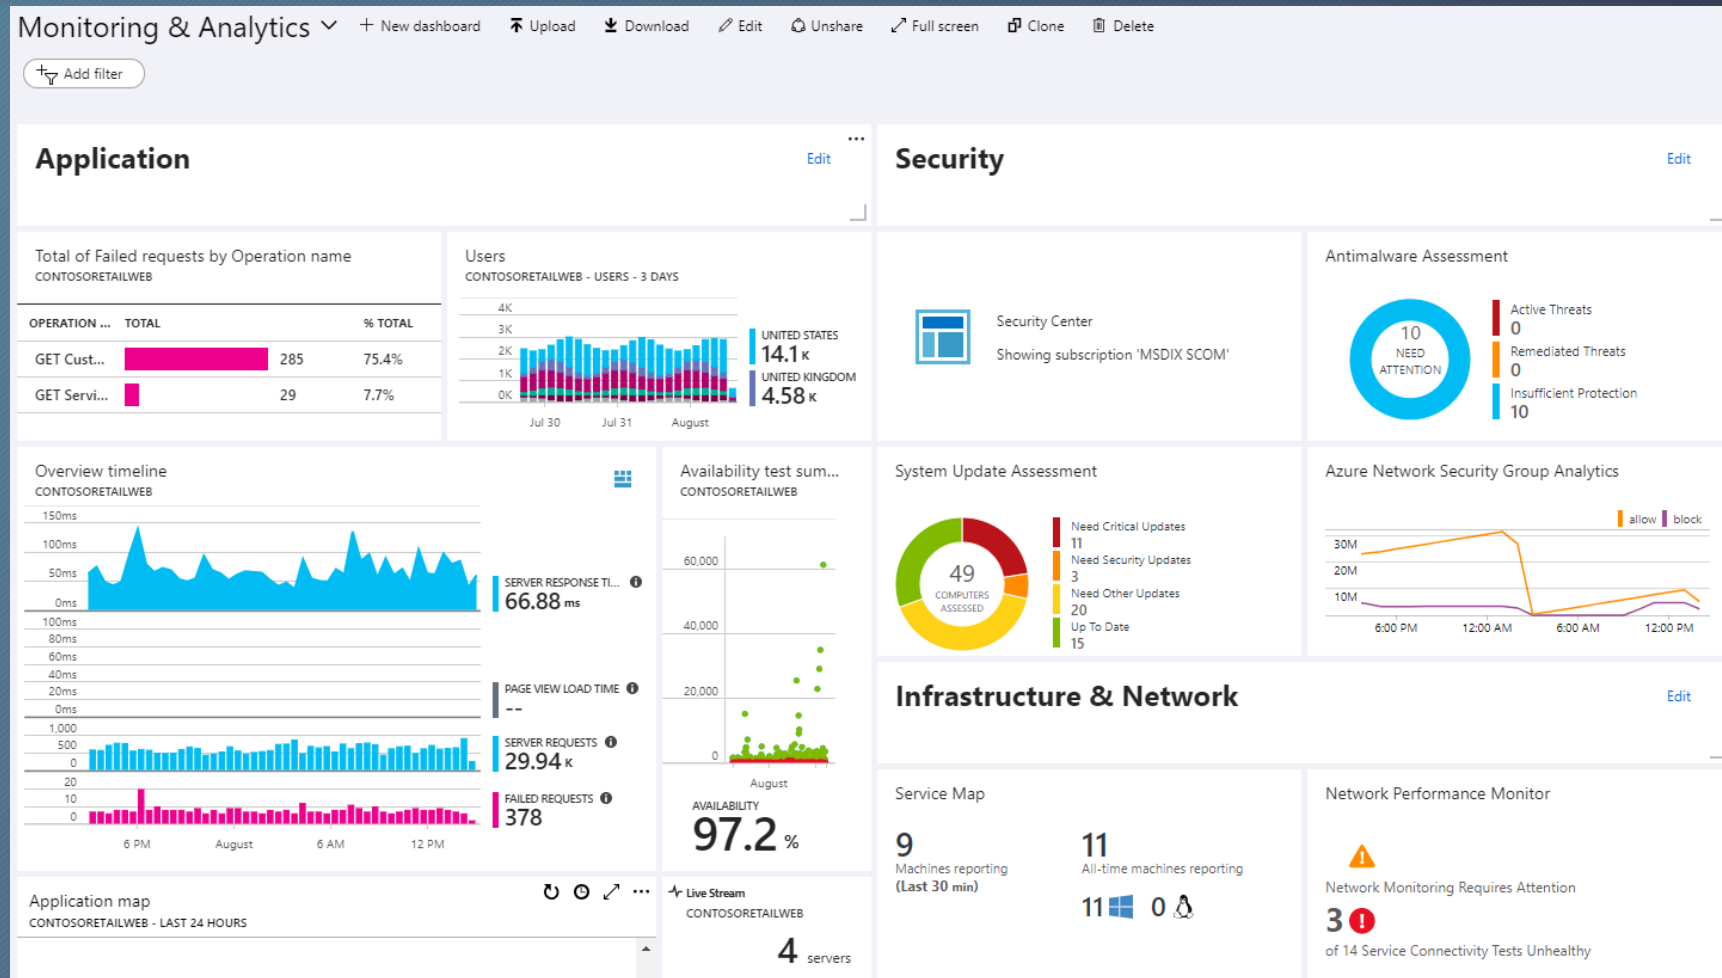 Monitoring & Analytics
New dashboard
Upload
Download
Edit
Unshare
Full screen
Clone
Delete
Add filter
Application
Edit
Total of Failed requests by Operation name
CONTOSORETAILWEB
OPERATION ... TOTAL % TOTAL
GET Cust... 285 75.4%
GET Servi... 29 7.7%
Users
CONTOSORETAILWEB - USERS - 3 DAYS
4K
3K
2K
1K
0K
Jul 30 Jul 31 August
UNITED STATES
14.1 K
UNITED KINGDOM
4.58 K
Overview timeline
CONTOSORETAILWEB
150ms
100ms
50ms
0ms
SERVER RESPONSE TI...
66.88 ms
100ms
80ms
60ms
40ms
20ms
0ms
PAGE VIEW LOAD TIME
--
1,000
500
0
SERVER REQUESTS
29.94 K
20
10
0
FAILED REQUESTS
378
6 PM August 6 AM 12 PM
Availability test sum...
CONTOSORETAILWEB
60,000
40,000
20,000
0
August
AVAILABILITY
97.2 %
Application map
CONTOSORETAILWEB - LAST 24 HOURS
Live Stream
CONTOSORETAILWEB
4 servers
Security
Edit
Security Center
Showing subscription 'MSDIX SCOM'
Antimalware Assessment
10
NEED
ATTENTION
Active Threats
0
Remediated Threats
0
Insufficient Protection
10
System Update Assessment
49
COMPUTERS
ASSESSED
Need Critical Updates
11
Need Security Updates
3
Need Other Updates
20
Up To Date
15
Azure Network Security Group Analytics
allow block
30M
20M
10M
6:00 PM 12:00 AM 6:00 AM 12:00 PM
Infrastructure & Network
Edit
Service Map
9
Machines reporting
(Last 30 min)
11
All-time machines reporting
11 0
Network Performance Monitor
Network Monitoring Requires Attention
3
of 14 Service Connectivity Tests Unhealthy